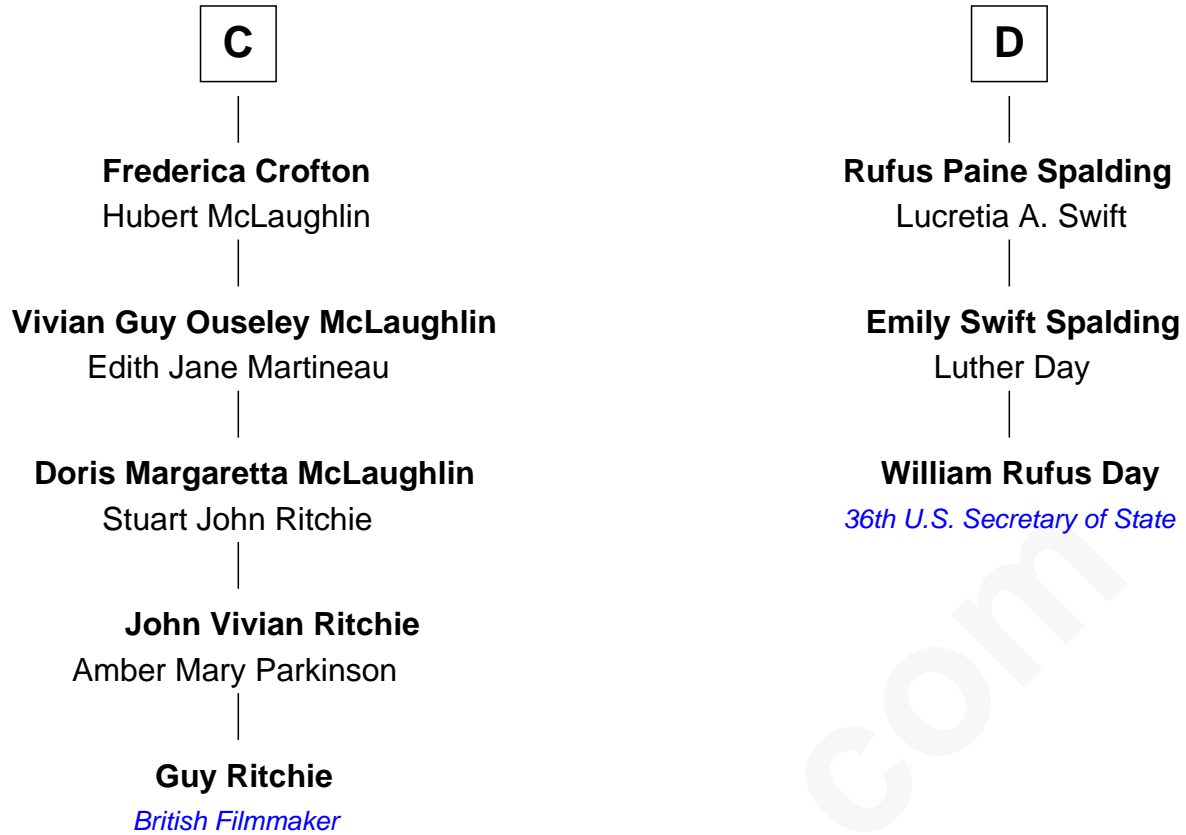 C
Frederica Crofton
Hubert McLaughlin
Vivian Guy Ouseley McLaughlin
Edith Jane Martineau
Doris Margaretta McLaughlin
Stuart John Ritchie
John Vivian Ritchie
Amber Mary Parkinson
Guy Ritchie
British Filmmaker
D
Rufus Paine Spalding
Lucretia A. Swift
Emily Swift Spalding
Luther Day
William Rufus Day
36th U.S. Secretary of State
com